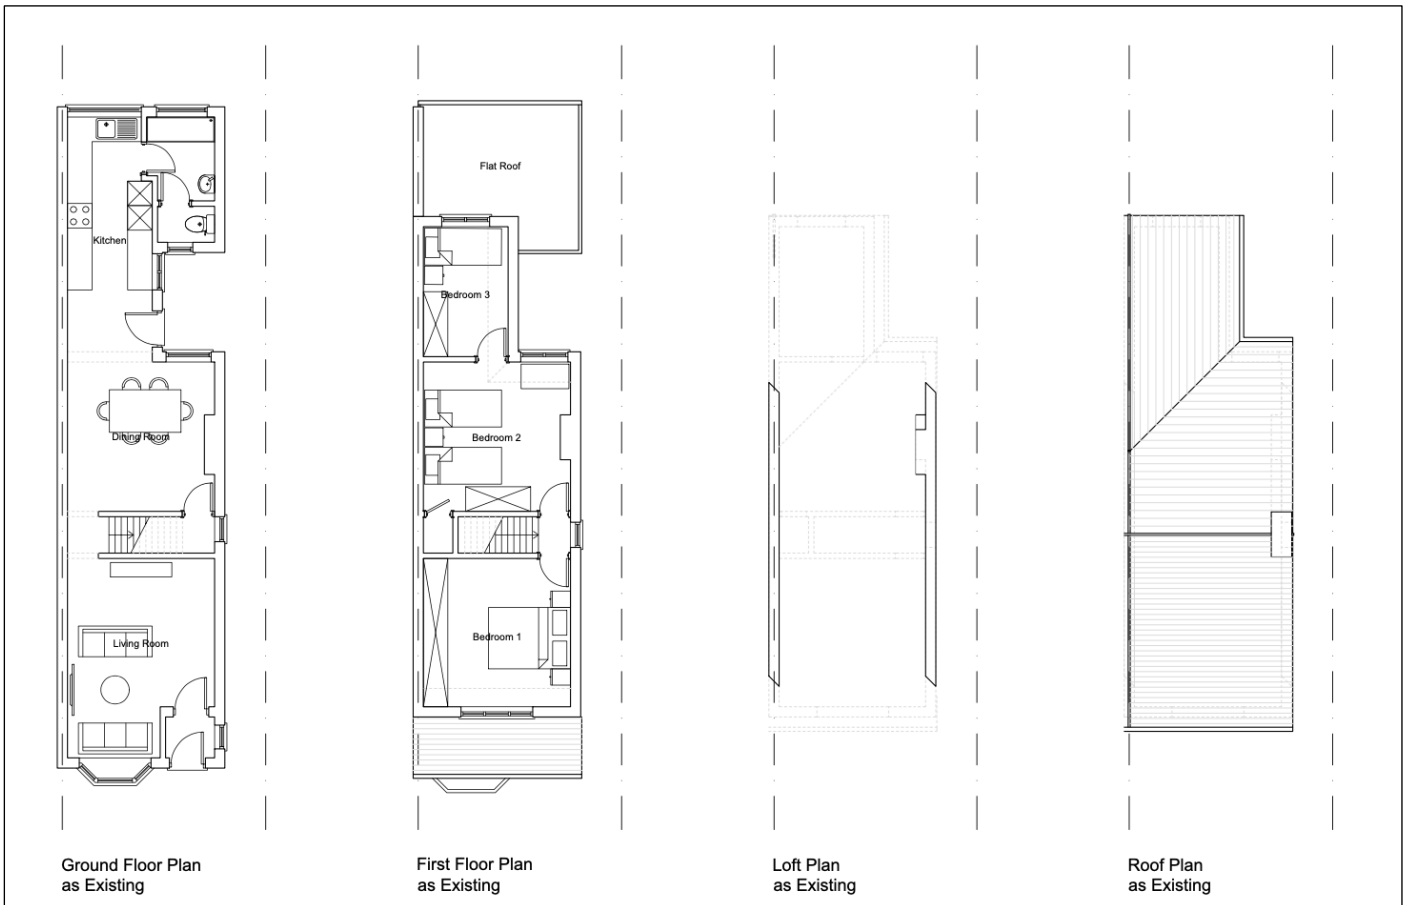 Flat Roof
Kitchen
Bedroom 3
Dining Room
Bedroom 2
Living Room
Bedroom 1
Ground Floor Plan
as Existing
First Floor Plan
as Existing
Loft Plan
as Existing
Roof Plan
as Existing